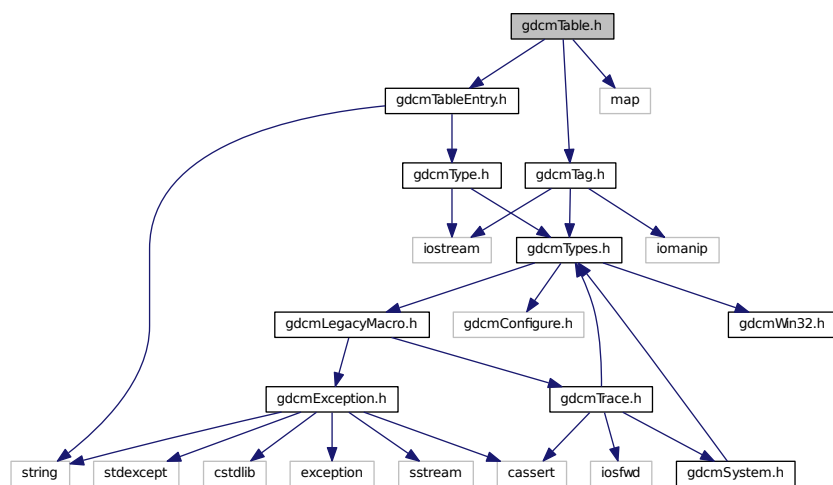 gdcmTable.h
gdcmTableEntry.h
map
gdcmType.h
gdcmTag.h
iostream
gdcmTypes.h
iomanip
gdcmLegacyMacro.h
gdcmConfigure.h
gdcmWin32.h
gdcmException.h
gdcmTrace.h
string
stdexcept
cstdlib
exception
sstream
cassert
iosfwd
gdcmSystem.h